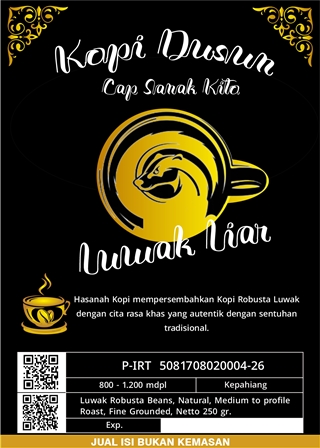 Kopi Dusun
Cap Sanak Kito
Luwak Liar
Hasanah Kopi mempersembahkan Kopi Robusta Luwak
dengan cita rasa khas yang autentik dengan sentuhan
tradisional.
P-IRT 5081708020004-26
800 - 1.200 mdpl Kepahiang
Luwak Robusta Beans, Natural, Medium to profile
Roast, Fine Grounded, Netto 250 gr.
Exp.
JUAL ISI BUKAN KEMASAN